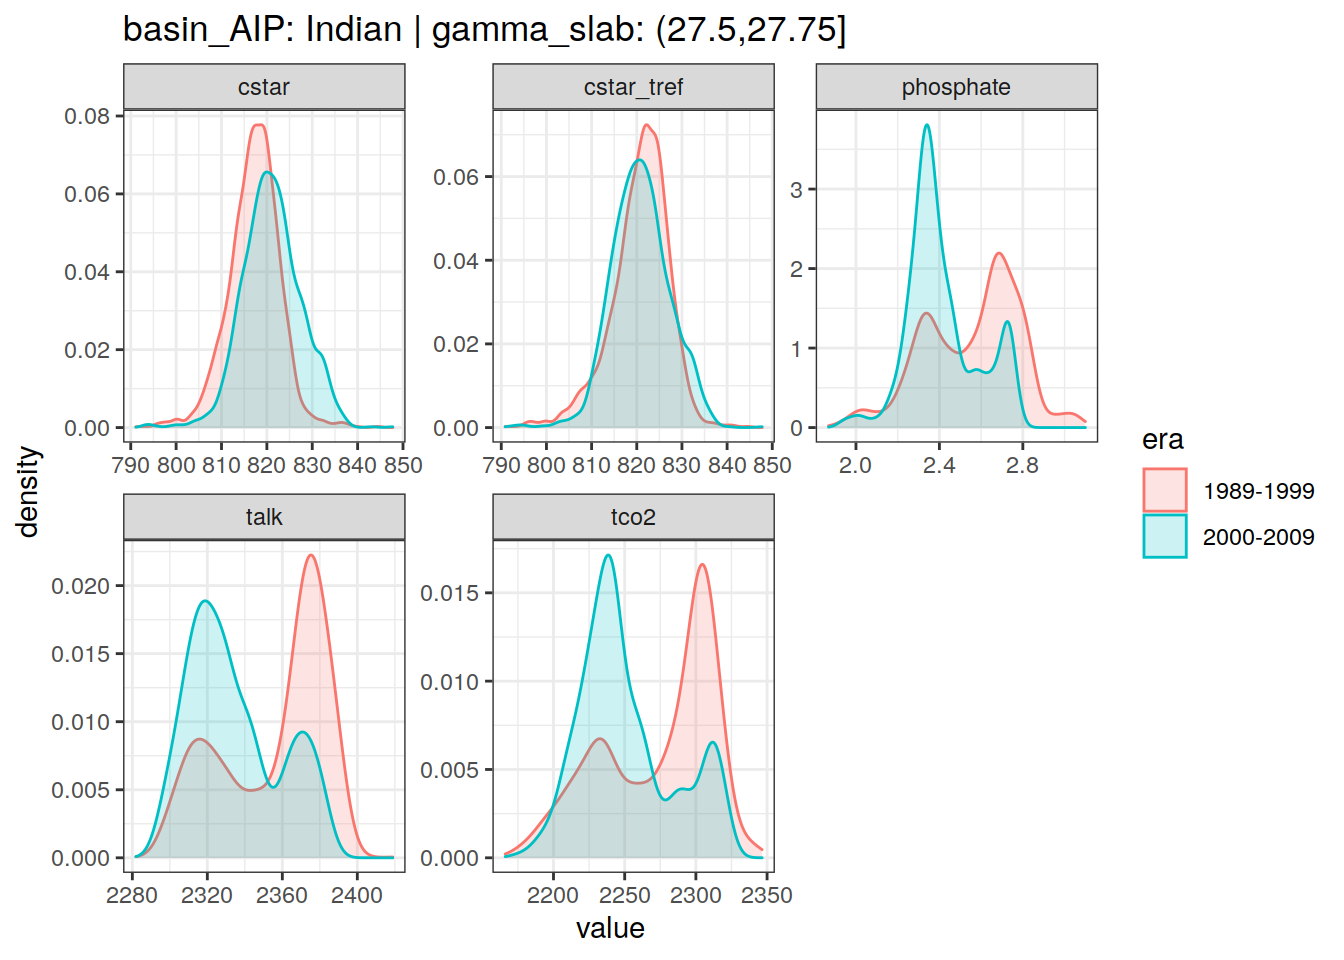 basin_AIP: Indian | gamma_slab: (27.5,27.75]
cstar
cstar_tref
phosphate
0.08
0.06
0.04
0.02
0.00
790 800 810 820 830 840 850
0.06
0.04
0.02
0.00
790 800 810 820 830 840 850
3
2
1
0
2.0 2.4 2.8
density
talk
tco2
0.020
0.015
0.010
0.005
0.000
2280 2320 2360 2400
0.015
0.010
0.005
0.000
2200 2250 2300 2350
value
era
1989-1999
2000-2009